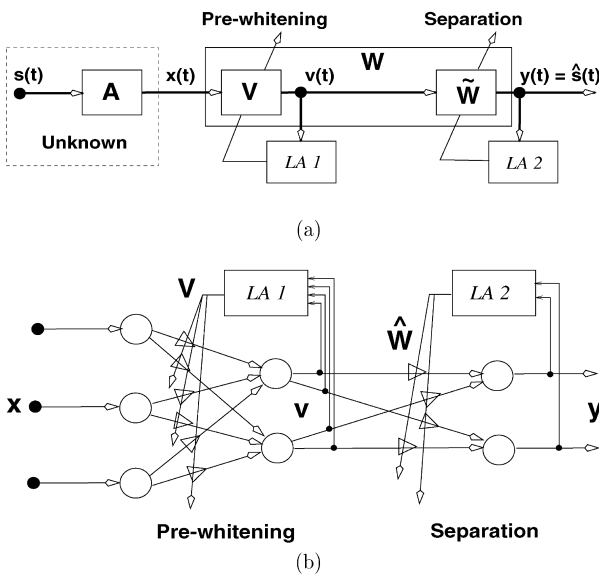 Pre-whitening Separation
W
s(t) x(t) v(t) y(t) = ŝ(t)
A V W̃
Unknown
LA 1 LA 2
(a)
V LA 1 LA 2
Ŵ
x v y
Pre-whitening Separation
(b)